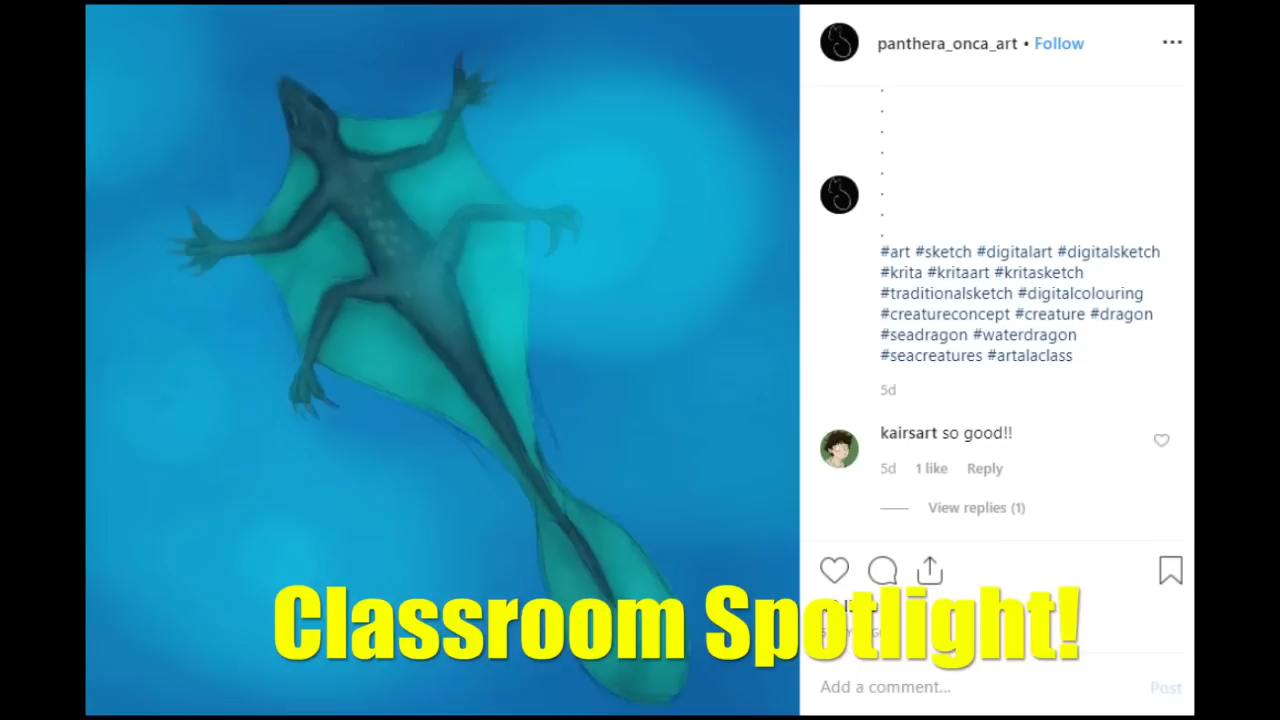 panthera_onca_art • Follow
#art #sketch #digitalart #digitalsketch
#krita #kritaart #kritasketch
#traditionalsketch #digitalcolouring
#creatureconcept #creature #dragon
#seadragon #waterdragon
#seacreatures #artalaclass
5d
kairsart so good!!
5d 1 like Reply
View replies (1)
Classroom Spotlight!
Add a comment... Post